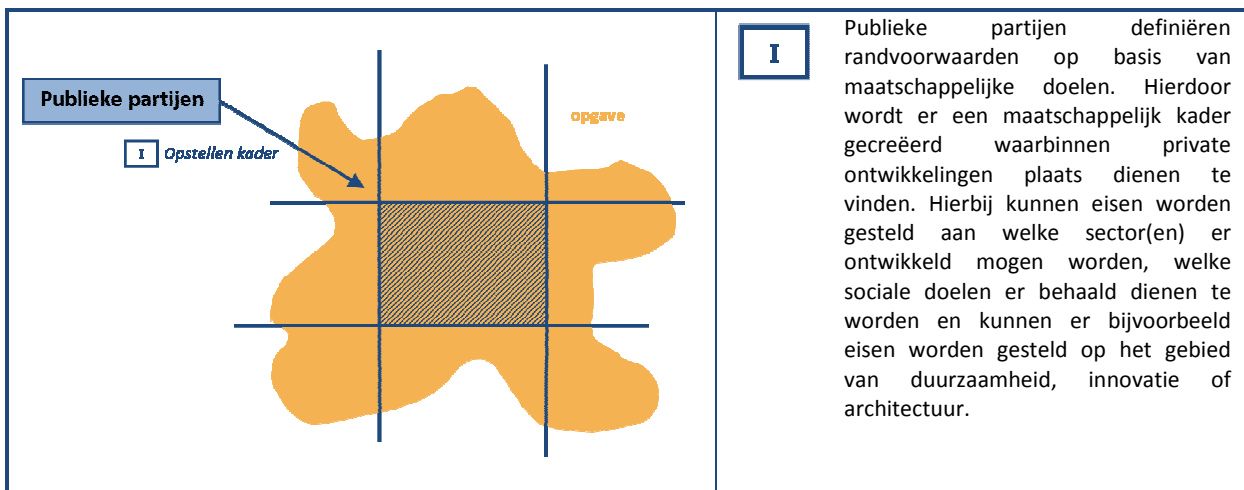 Publieke partijen
I Opstellen kader
opgave
I
Publieke partijen definiëren
randvoorwaarden op basis van
maatschappelijke doelen. Hierdoor
wordt er een maatschappelijk kader
gecreëerd waarbinnen private
ontwikkelingen plaats dienen te
vinden. Hierbij kunnen eisen worden
gesteld aan welke sector(en) er
ontwikkeld mogen worden, welke
sociale doelen er behaald dienen te
worden en kunnen er bijvoorbeeld
eisen worden gesteld op het gebied
van duurzaamheid, innovatie of
architectuur.